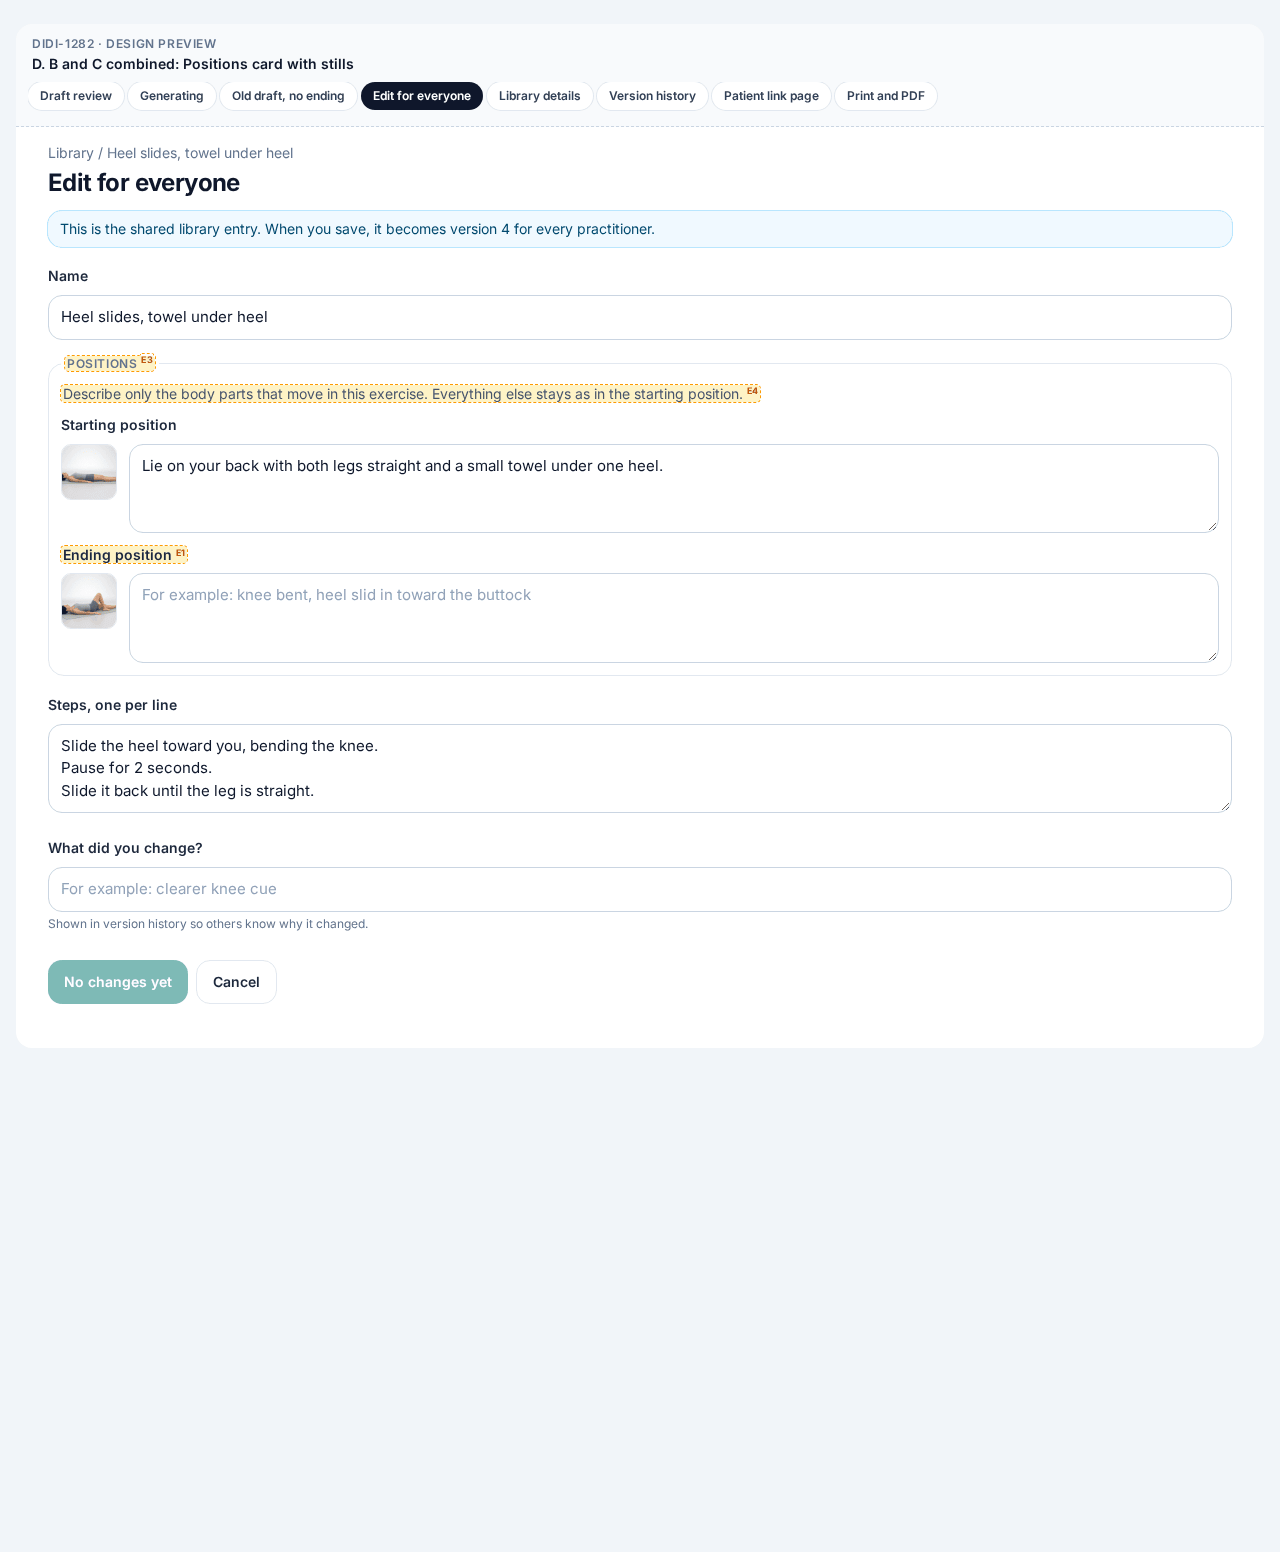 DIDI-1282 · DESIGN PREVIEW
D. B and C combined: Positions card with stills
Draft review Generating Old draft, no ending Edit for everyone Library details Version history Patient link page Print and PDF
Library / Heel slides, towel under heel
Edit for everyone
This is the shared library entry. When you save, it becomes version 4 for every practitioner.
Name
Heel slides, towel under heel
POSITIONS E3
Describe only the body parts that move in this exercise. Everything else stays as in the starting position. E4
Starting position
Lie on your back with both legs straight and a small towel under one heel.
Ending position E1
For example: knee bent, heel slid in toward the buttock
Steps, one per line
Slide the heel toward you, bending the knee.
Pause for 2 seconds.
Slide it back until the leg is straight.
What did you change?
For example: clearer knee cue
Shown in version history so others know why it changed.
No changes yet Cancel